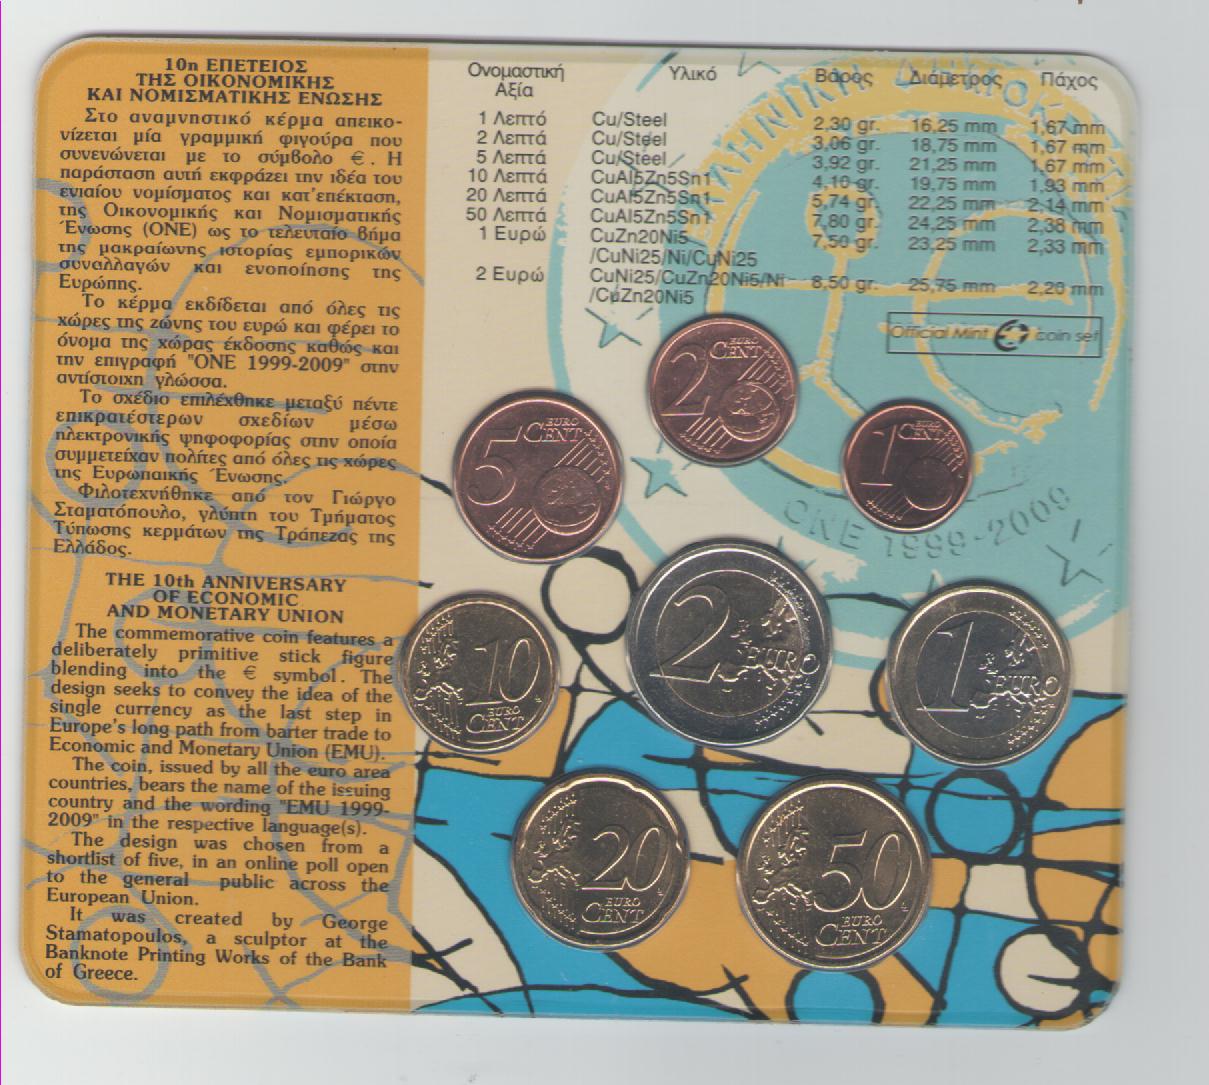 10η ΕΠΕΤΕΙΟΣ
ΤΗΣ ΟΙΚΟΝΟΜΙΚΗΣ
ΚΑΙ ΝΟΜΙΣΜΑΤΙΚΗΣ ΕΝΩΣΗΣ
Στο αναμνηστικό κέρμα απεικο-
νίζεται μία γραμμική φιγούρα που
συνενώνεται με το σύμβολο €. Η
παράσταση αυτή εκφράζει την ιδέα του
ενιαίου νομίσματος και κατ'επέκταση,
της Οικονομικής και Νομισματικής
Ένωσης (ΟΝΕ) ως το τελευταίο βήμα
της μακραίωνης ιστορίας εμπορικών
συναλλαγών και ενοποίησης της
Ευρώπης.
Το κέρμα εκδίδεται από όλες τις
χώρες της ζώνης του ευρώ και φέρει το
όνομα της χώρας έκδοσης καθώς και
την επιγραφή "ΟΝΕ 1999-2009" στην
αντίστοιχη γλώσσα.
Το σχέδιο επιλέχθηκε μεταξύ πέντε
επικρατέστερων σχεδίων μέσω
ηλεκτρονικής ψηφοφορίας στην οποία
συμμετείχαν πολίτες από όλες τις χώρες
της Ευρωπαικής Ένωσης.
Φιλοτεχνήθηκε από τον Γιώργο
Σταματόπουλο, γλύπτη του Τμήματος
Τύπωσης κερμάτων της Τράπεζας της
Ελλάδος.
THE 10th ANNIVERSARY
OF ECONOMIC
AND MONETARY UNION
The commemorative coin features a
deliberately primitive stick figure
blending into the € symbol. The
design seeks to convey the idea of the
single currency as the last step in
Europe's long path from barter trade to
Economic and Monetary Union (EMU).
The coin, issued by all the euro area
countries, bears the name of the issuing
country and the wording "EMU 1999-
2009" in the respective language(s).
The design was chosen from a
shortlist of five, in an online poll open
to the general public across the
European Union.
It was created by George
Stamatopoulos, a sculptor at the
Banknote Printing Works of the Bank
of Greece.
Ονομαστική Αξία Υλικό Βάρος Διάμετρος Πάχος
1 Λεπτό Cu/Steel 2,30 gr. 16,25 mm 1,67 mm
2 Λεπτά Cu/Steel 3,06 gr. 18,75 mm 1,67 mm
5 Λεπτά Cu/Steel 3,92 gr. 21,25 mm 1,67 mm
10 Λεπτά CuAl5Zn5Sn1 4,10 gr. 19,75 mm 1,93 mm
20 Λεπτά CuAl5Zn5Sn1 5,74 gr. 22,25 mm 2,14 mm
50 Λεπτά CuAl5Zn5Sn1 7,80 gr. 24,25 mm 2,38 mm
1 Ευρώ CuZn20Ni5 7,50 gr. 23,25 mm 2,33 mm
/CuNi25/Ni/CuNi25
2 Ευρώ CuNi25/CuZn20Ni5/Ni 8,50 gr. 25,75 mm 2,20 mm
/CuZn20Ni5
ΕΛΛΗΝΙΚΗ ΔΗΜΟΚΡΑΤΙΑ
Official Mint coin set
2 EURO CENT
5 EURO CENT
1 EURO CENT
ΟΝΕ 1999-2009
10 EURO CENT
2 EURO
1 EURO
20 EURO CENT
50 EURO CENT